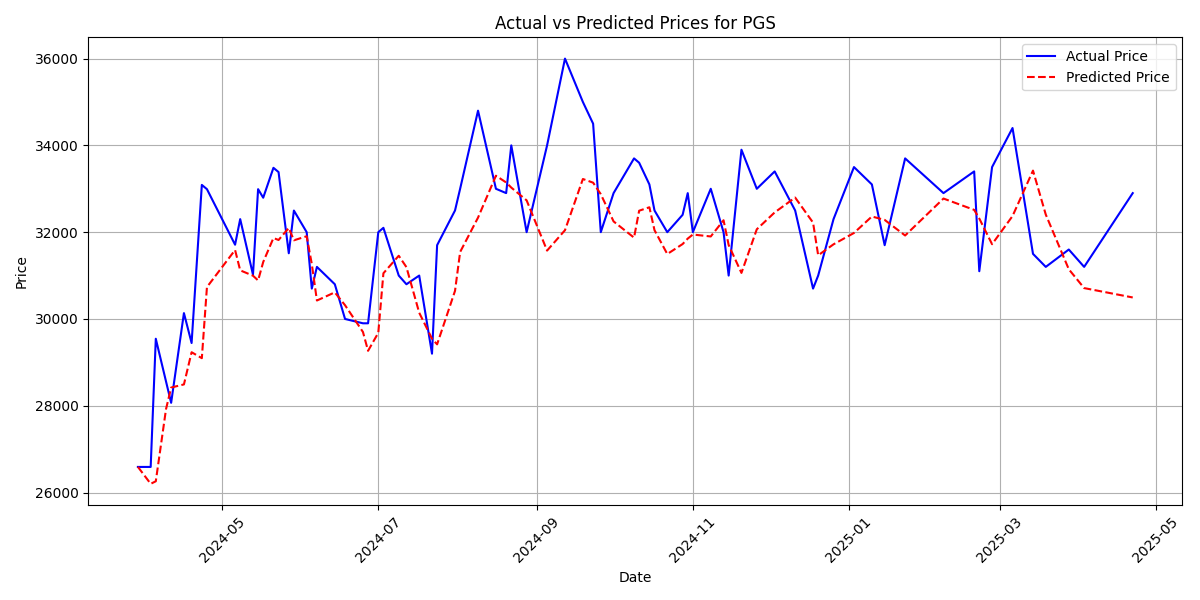 Actual vs Predicted Prices for PGS
Actual Price
Predicted Price
36000
34000
32000
30000
28000
26000
Price
2024-05
2024-07
2024-09
2024-11
2025-01
2025-03
2025-05
Date